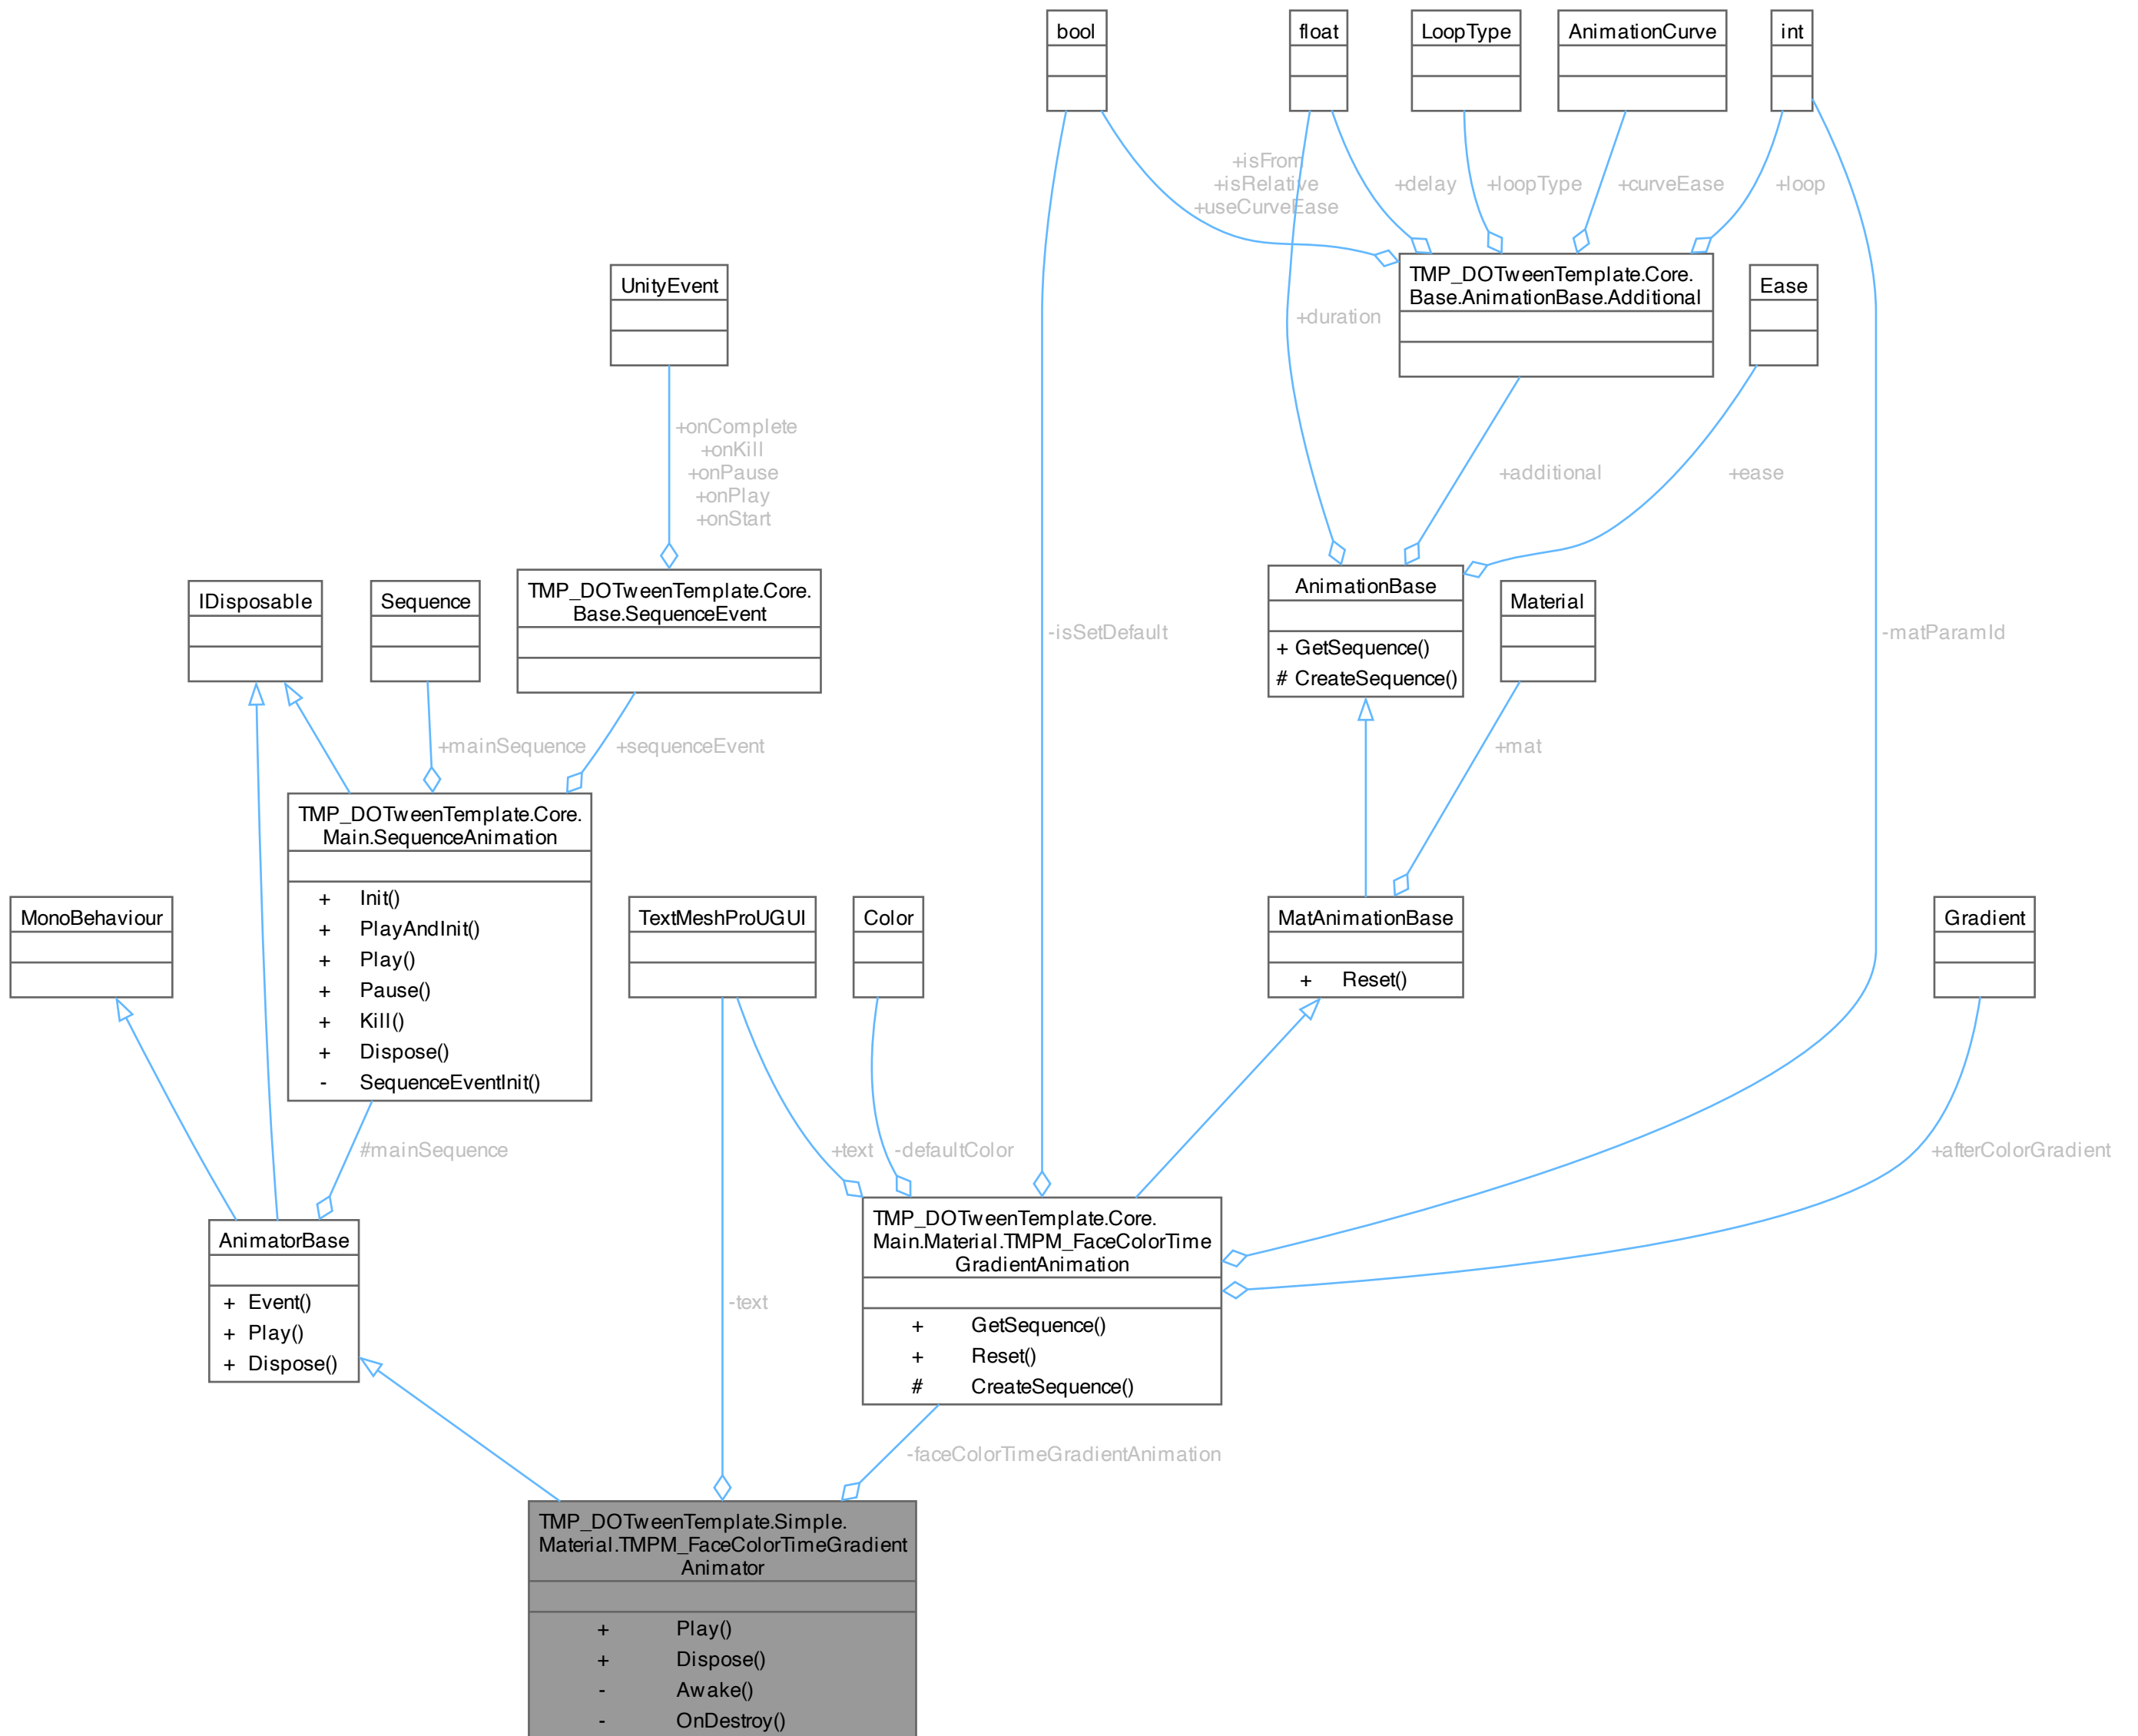 bool
float
LoopType
AnimationCurve
int
+isFrom
+isRelative
+useCurveEase
+delay
+loopType
+curveEase
+loop
UnityEvent
TMP_DOTweenTemplate.Core.
Base.AnimationBase.Additional
Ease
+duration
+onComplete
+onKill
+onPause
+onPlay
+onStart
+additional
+ease
IDisposable
Sequence
TMP_DOTweenTemplate.Core.
Base.SequenceEvent
AnimationBase
+ GetSequence()
# CreateSequence()
Material
-isSetDefault
-matParamId
+mainSequence
+sequenceEvent
+mat
TMP_DOTweenTemplate.Core.
Main.SequenceAnimation
+ Init()
+ PlayAndInit()
+ Play()
+ Pause()
+ Kill()
+ Dispose()
- SequenceEventInit()
MonoBehaviour
TextMeshProUGUI
Color
MatAnimationBase
+ Reset()
Gradient
#mainSequence
+text
-defaultColor
+afterColorGradient
AnimatorBase
+ Event()
+ Play()
+ Dispose()
TMP_DOTweenTemplate.Core.
Main.Material.TMPM_FaceColorTime
GradientAnimation
+ GetSequence()
+ Reset()
# CreateSequence()
-text
-faceColorTimeGradientAnimation
TMP_DOTweenTemplate.Simple.
Material.TMPM_FaceColorTimeGradient
Animator
+ Play()
+ Dispose()
- Awake()
- OnDestroy()